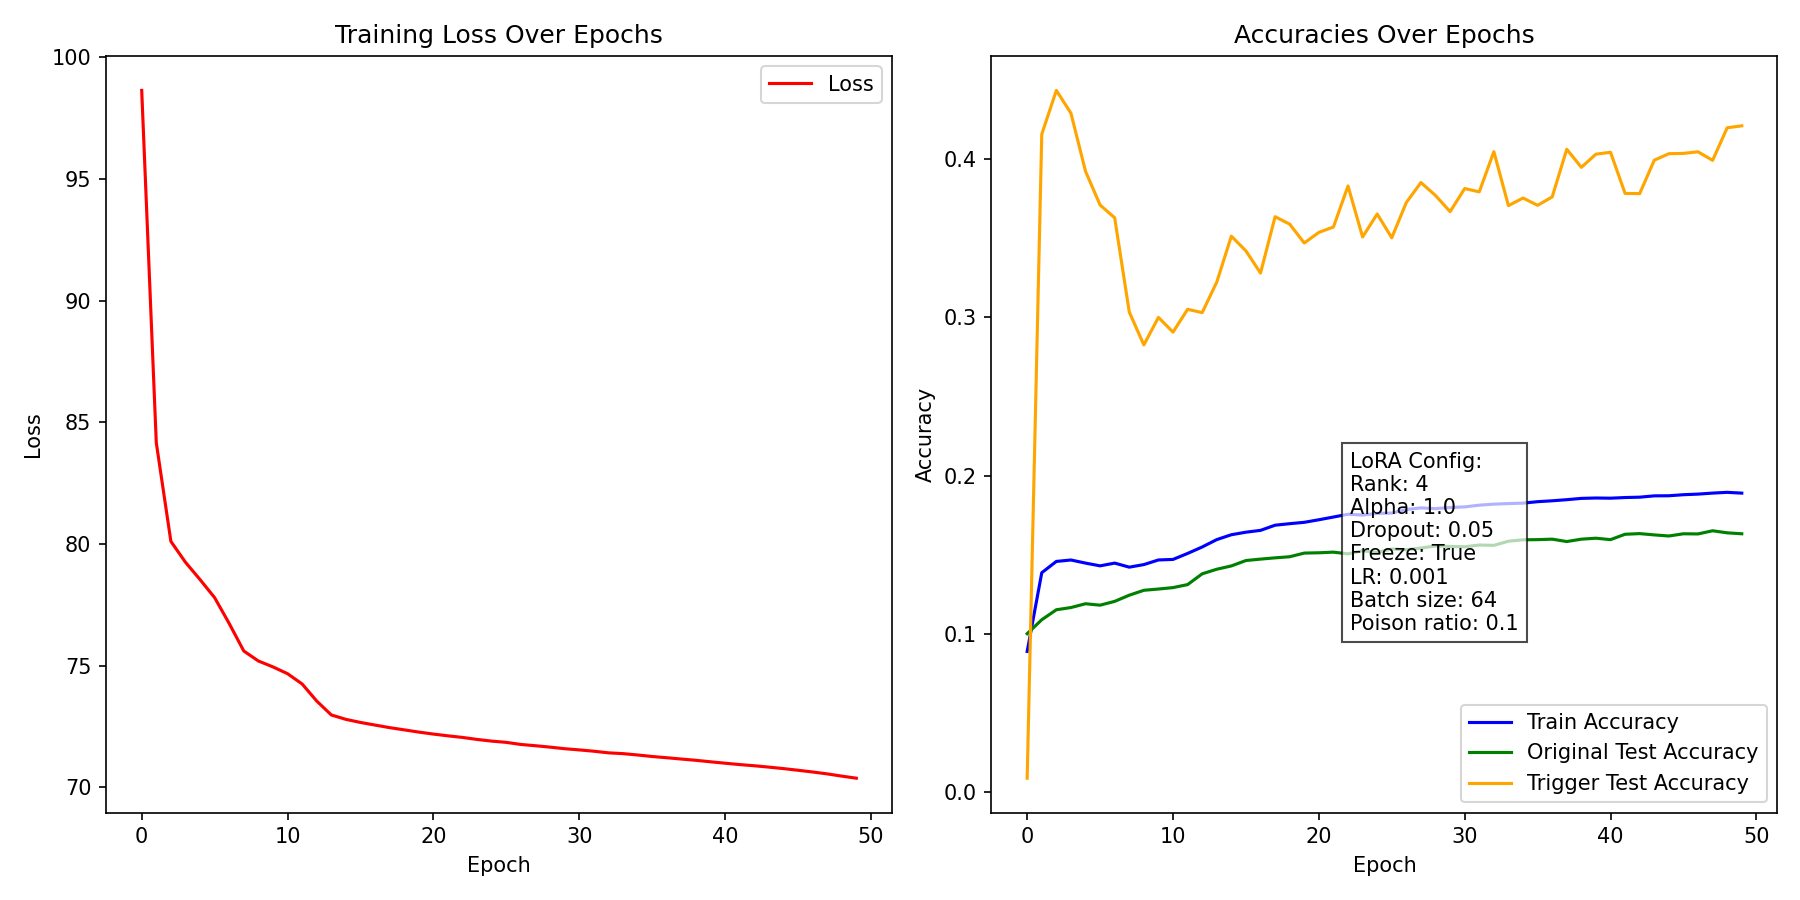 Training Loss Over Epochs
Loss
100
95
90
85
80
75
70
Loss
0
10
20
30
40
50
Epoch
Accuracies Over Epochs
0.4
0.3
0.2
0.1
0.0
Accuracy
LoRA Config:
Rank: 4
Alpha: 1.0
Dropout: 0.05
Freeze: True
LR: 0.001
Batch size: 64
Poison ratio: 0.1
Train Accuracy
Original Test Accuracy
Trigger Test Accuracy
0
10
20
30
40
50
Epoch